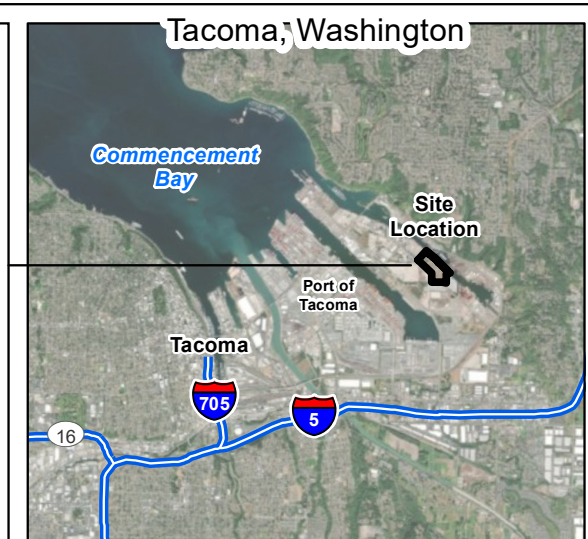 Tacoma, Washington
Commencement
Bay
Site
Location
Port of
Tacoma
Tacoma
705
5
16